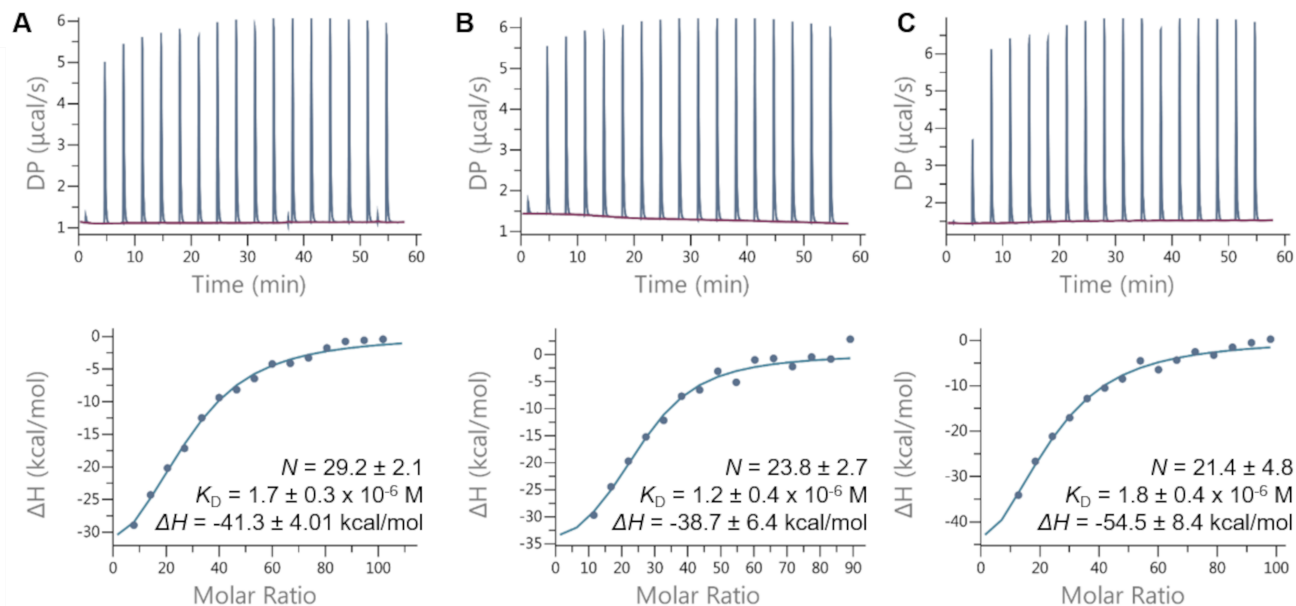 A
6
5
4
3
2
1
DP (µcal/s)
0 10 20 30 40 50 60
Time (min)
B
6
5
4
3
2
1
DP (µcal/s)
0 10 20 30 40 50 60
Time (min)
C
6
5
4
3
2
DP (µcal/s)
0 10 20 30 40 50 60
Time (min)
0
-5
-10
-15
-20
-25
-30
ΔH (kcal/mol)
N = 29.2 ± 2.1
K_D = 1.7 ± 0.3 x 10⁻⁶ M
ΔH = -41.3 ± 4.01 kcal/mol
0 20 40 60 80 100
Molar Ratio
0
-5
-10
-15
-20
-25
-30
-35
ΔH (kcal/mol)
N = 23.8 ± 2.7
K_D = 1.2 ± 0.4 x 10⁻⁶ M
ΔH = -38.7 ± 6.4 kcal/mol
0 10 20 30 40 50 60 70 80 90
Molar Ratio
0
-10
-20
-30
-40
ΔH (kcal/mol)
N = 21.4 ± 4.8
K_D = 1.8 ± 0.4 x 10⁻⁶ M
ΔH = -54.5 ± 8.4 kcal/mol
0 20 40 60 80 100
Molar Ratio